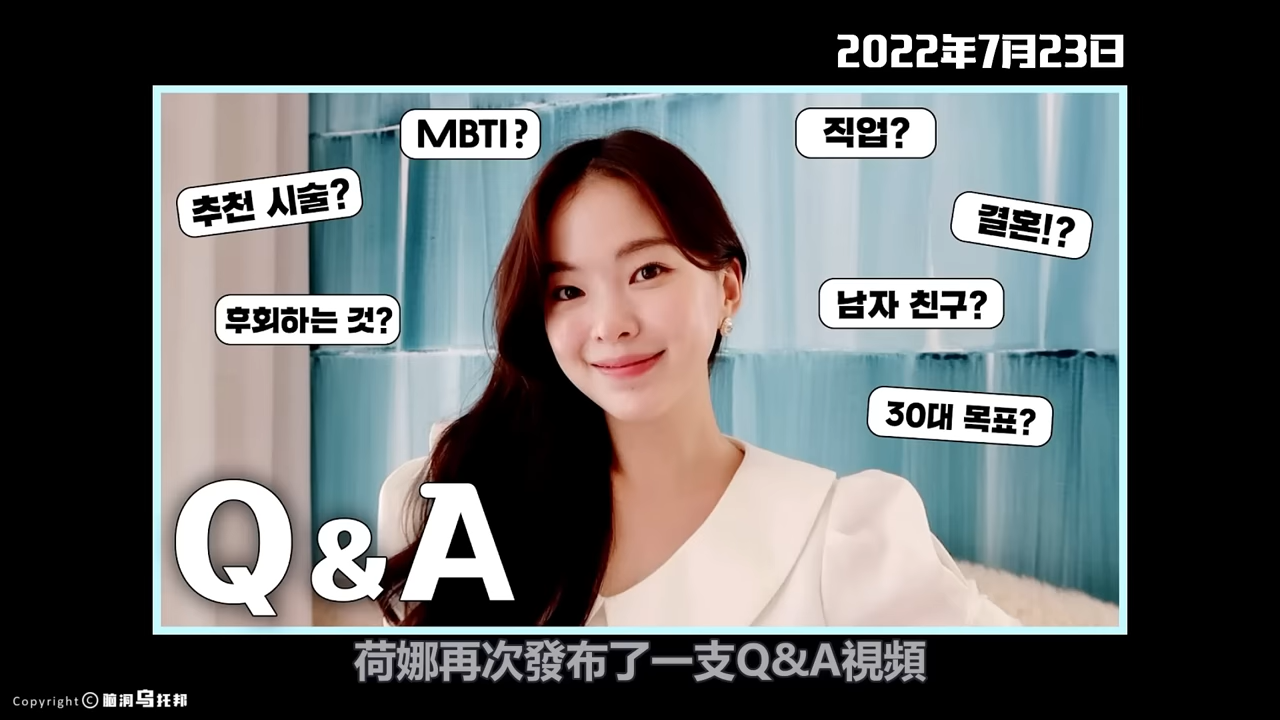 2022年7月23日
MBTI?
직업?
추천 시술?
결혼!?
후회하는 것?
남자 친구?
30대 목표?
Q&A
荷娜再次發布了一支Q&A視頻
Copyright©脑洞乌托邦